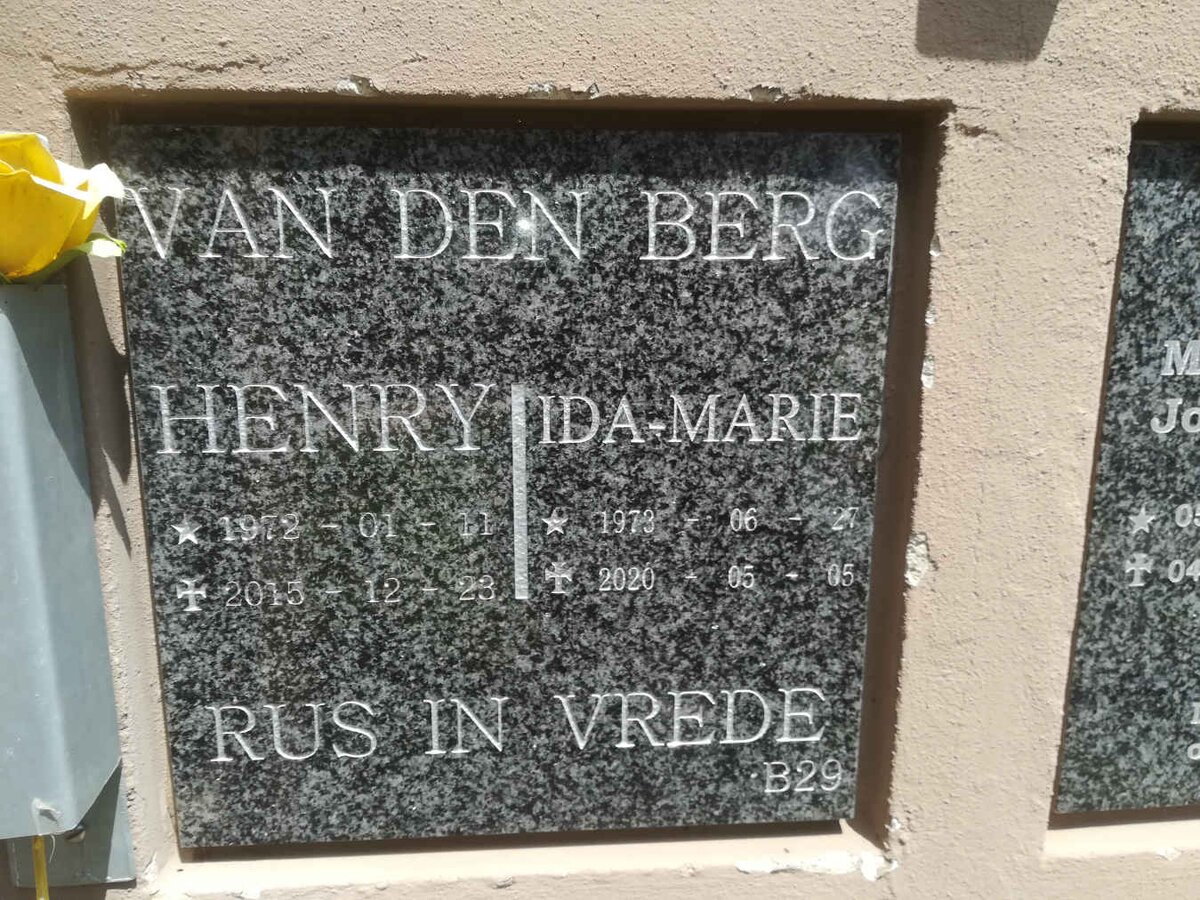 VAN DEN BERG
HENRY
★ 1972 - 01 - 11
✠ 2015 - 12 - 23
IDA-MARIE
★ 1973 - 06 - 27
✠ 2020 - 05 - 05
RUS IN VREDE
B29